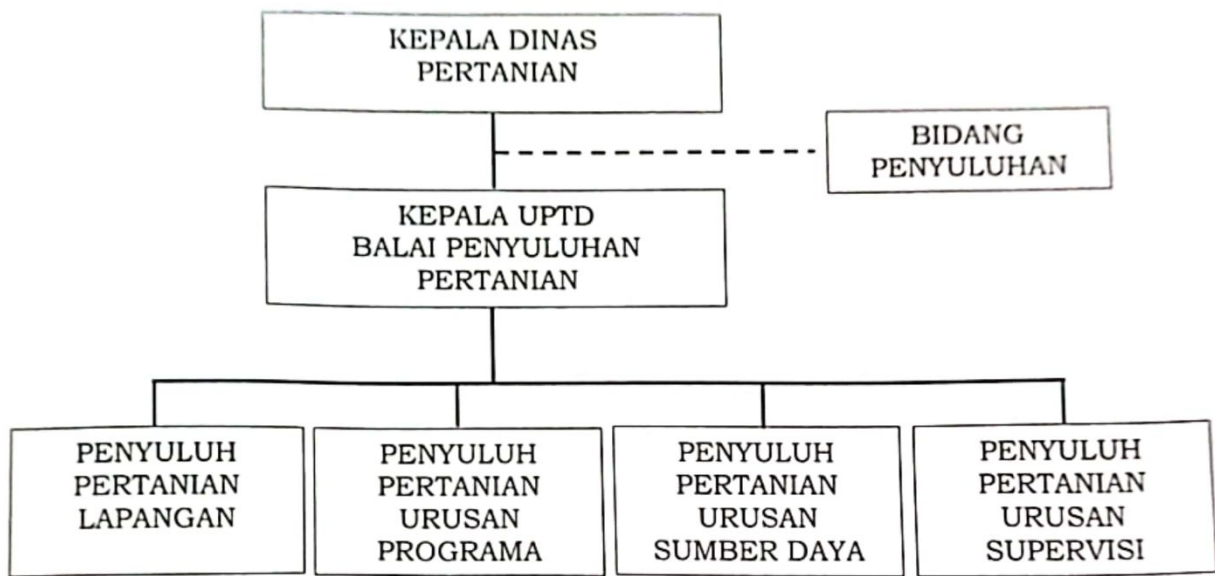 KEPALA DINAS
PERTANIAN
BIDANG
PENYULUHAN
KEPALA UPTD
BALAI PENYULUHAN
PERTANIAN
PENYULUH
PERTANIAN
LAPANGAN
PENYULUH
PERTANIAN
URUSAN
PROGRAMA
PENYULUH
PERTANIAN
URUSAN
SUMBER DAYA
PENYULUH
PERTANIAN
URUSAN
SUPERVISI